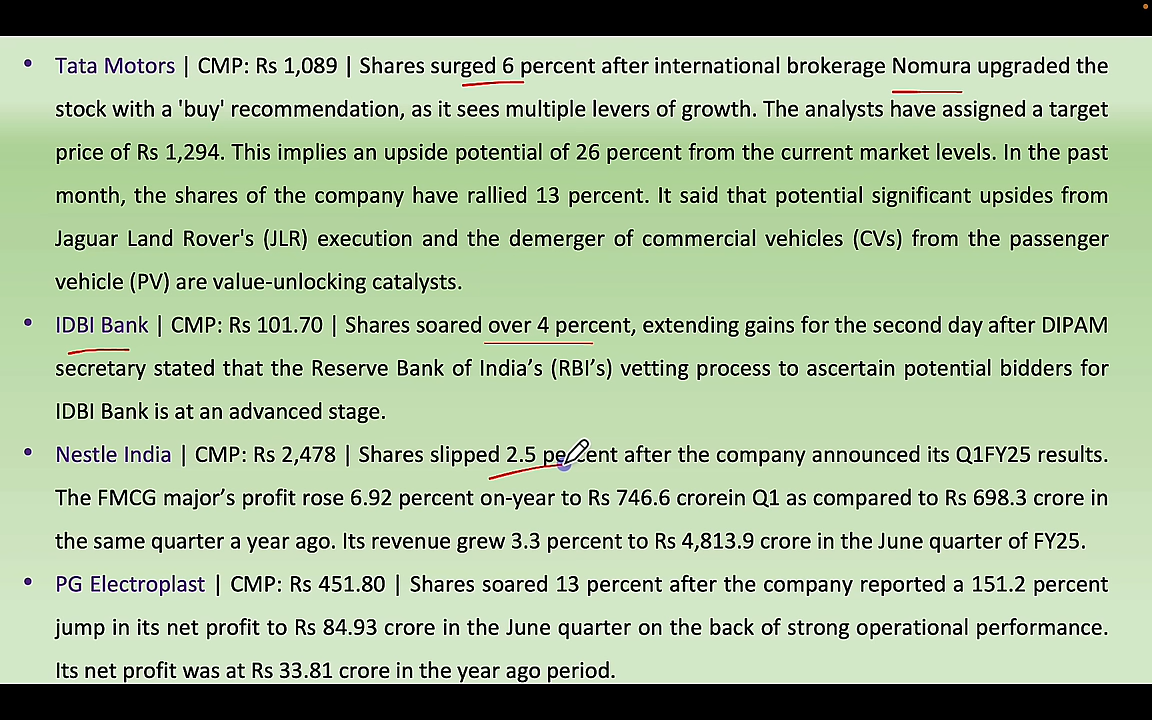 • Tata Motors | CMP: Rs 1,089 | Shares surged 6 percent after international brokerage Nomura upgraded the
stock with a 'buy' recommendation, as it sees multiple levers of growth. The analysts have assigned a target
price of Rs 1,294. This implies an upside potential of 26 percent from the current market levels. In the past
month, the shares of the company have rallied 13 percent. It said that potential significant upsides from
Jaguar Land Rover's (JLR) execution and the demerger of commercial vehicles (CVs) from the passenger
vehicle (PV) are value-unlocking catalysts.
• IDBI Bank | CMP: Rs 101.70 | Shares soared over 4 percent, extending gains for the second day after DIPAM
secretary stated that the Reserve Bank of India’s (RBI’s) vetting process to ascertain potential bidders for
IDBI Bank is at an advanced stage.
• Nestle India | CMP: Rs 2,478 | Shares slipped 2.5 percent after the company announced its Q1FY25 results.
The FMCG major’s profit rose 6.92 percent on-year to Rs 746.6 crorein Q1 as compared to Rs 698.3 crore in
the same quarter a year ago. Its revenue grew 3.3 percent to Rs 4,813.9 crore in the June quarter of FY25.
• PG Electroplast | CMP: Rs 451.80 | Shares soared 13 percent after the company reported a 151.2 percent
jump in its net profit to Rs 84.93 crore in the June quarter on the back of strong operational performance.
Its net profit was at Rs 33.81 crore in the year ago period.